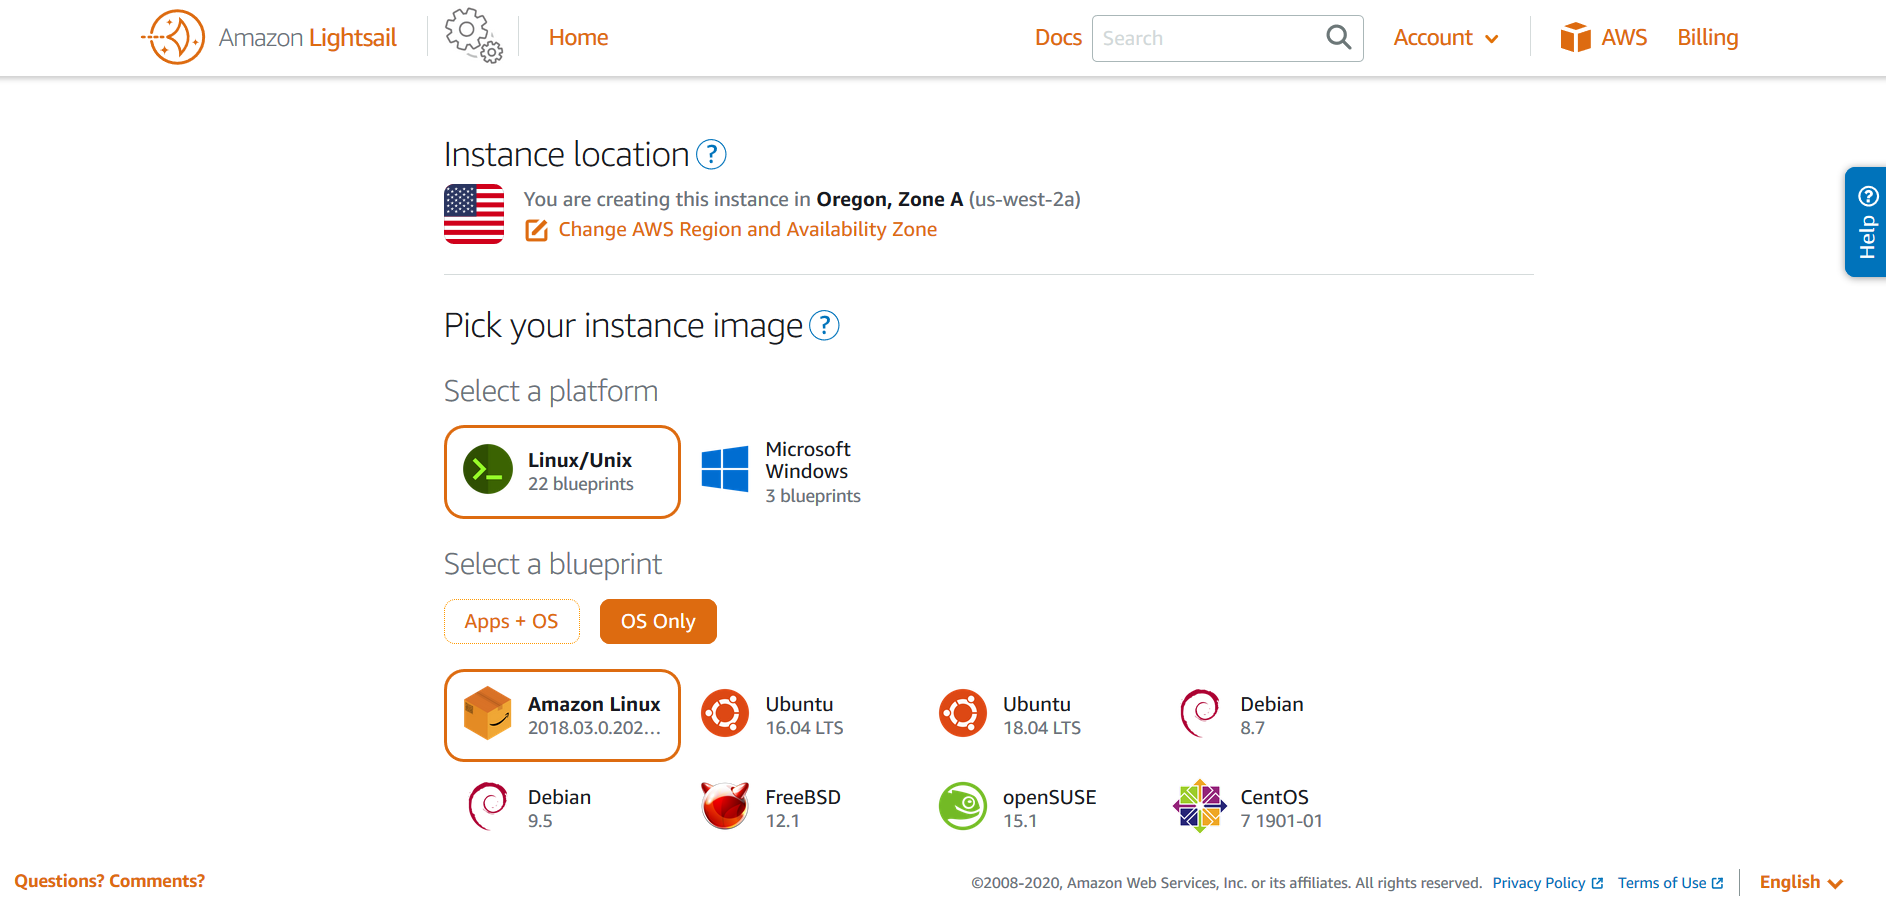 Amazon Lightsail
Home
Docs
Search
Account
AWS
Billing
Instance location ?
You are creating this instance in Oregon, Zone A (us-west-2a)
Change AWS Region and Availability Zone
Help ?
Pick your instance image ?
Select a platform
Linux/Unix
22 blueprints
Microsoft
Windows
3 blueprints
Select a blueprint
Apps + OS
OS Only
Amazon Linux
2018.03.0.202...
Ubuntu
16.04 LTS
Ubuntu
18.04 LTS
Debian
8.7
Debian
9.5
FreeBSD
12.1
openSUSE
15.1
CentOS
7 1901-01
Questions? Comments?
©2008-2020, Amazon Web Services, Inc. or its affiliates. All rights reserved.
Privacy Policy
Terms of Use
English